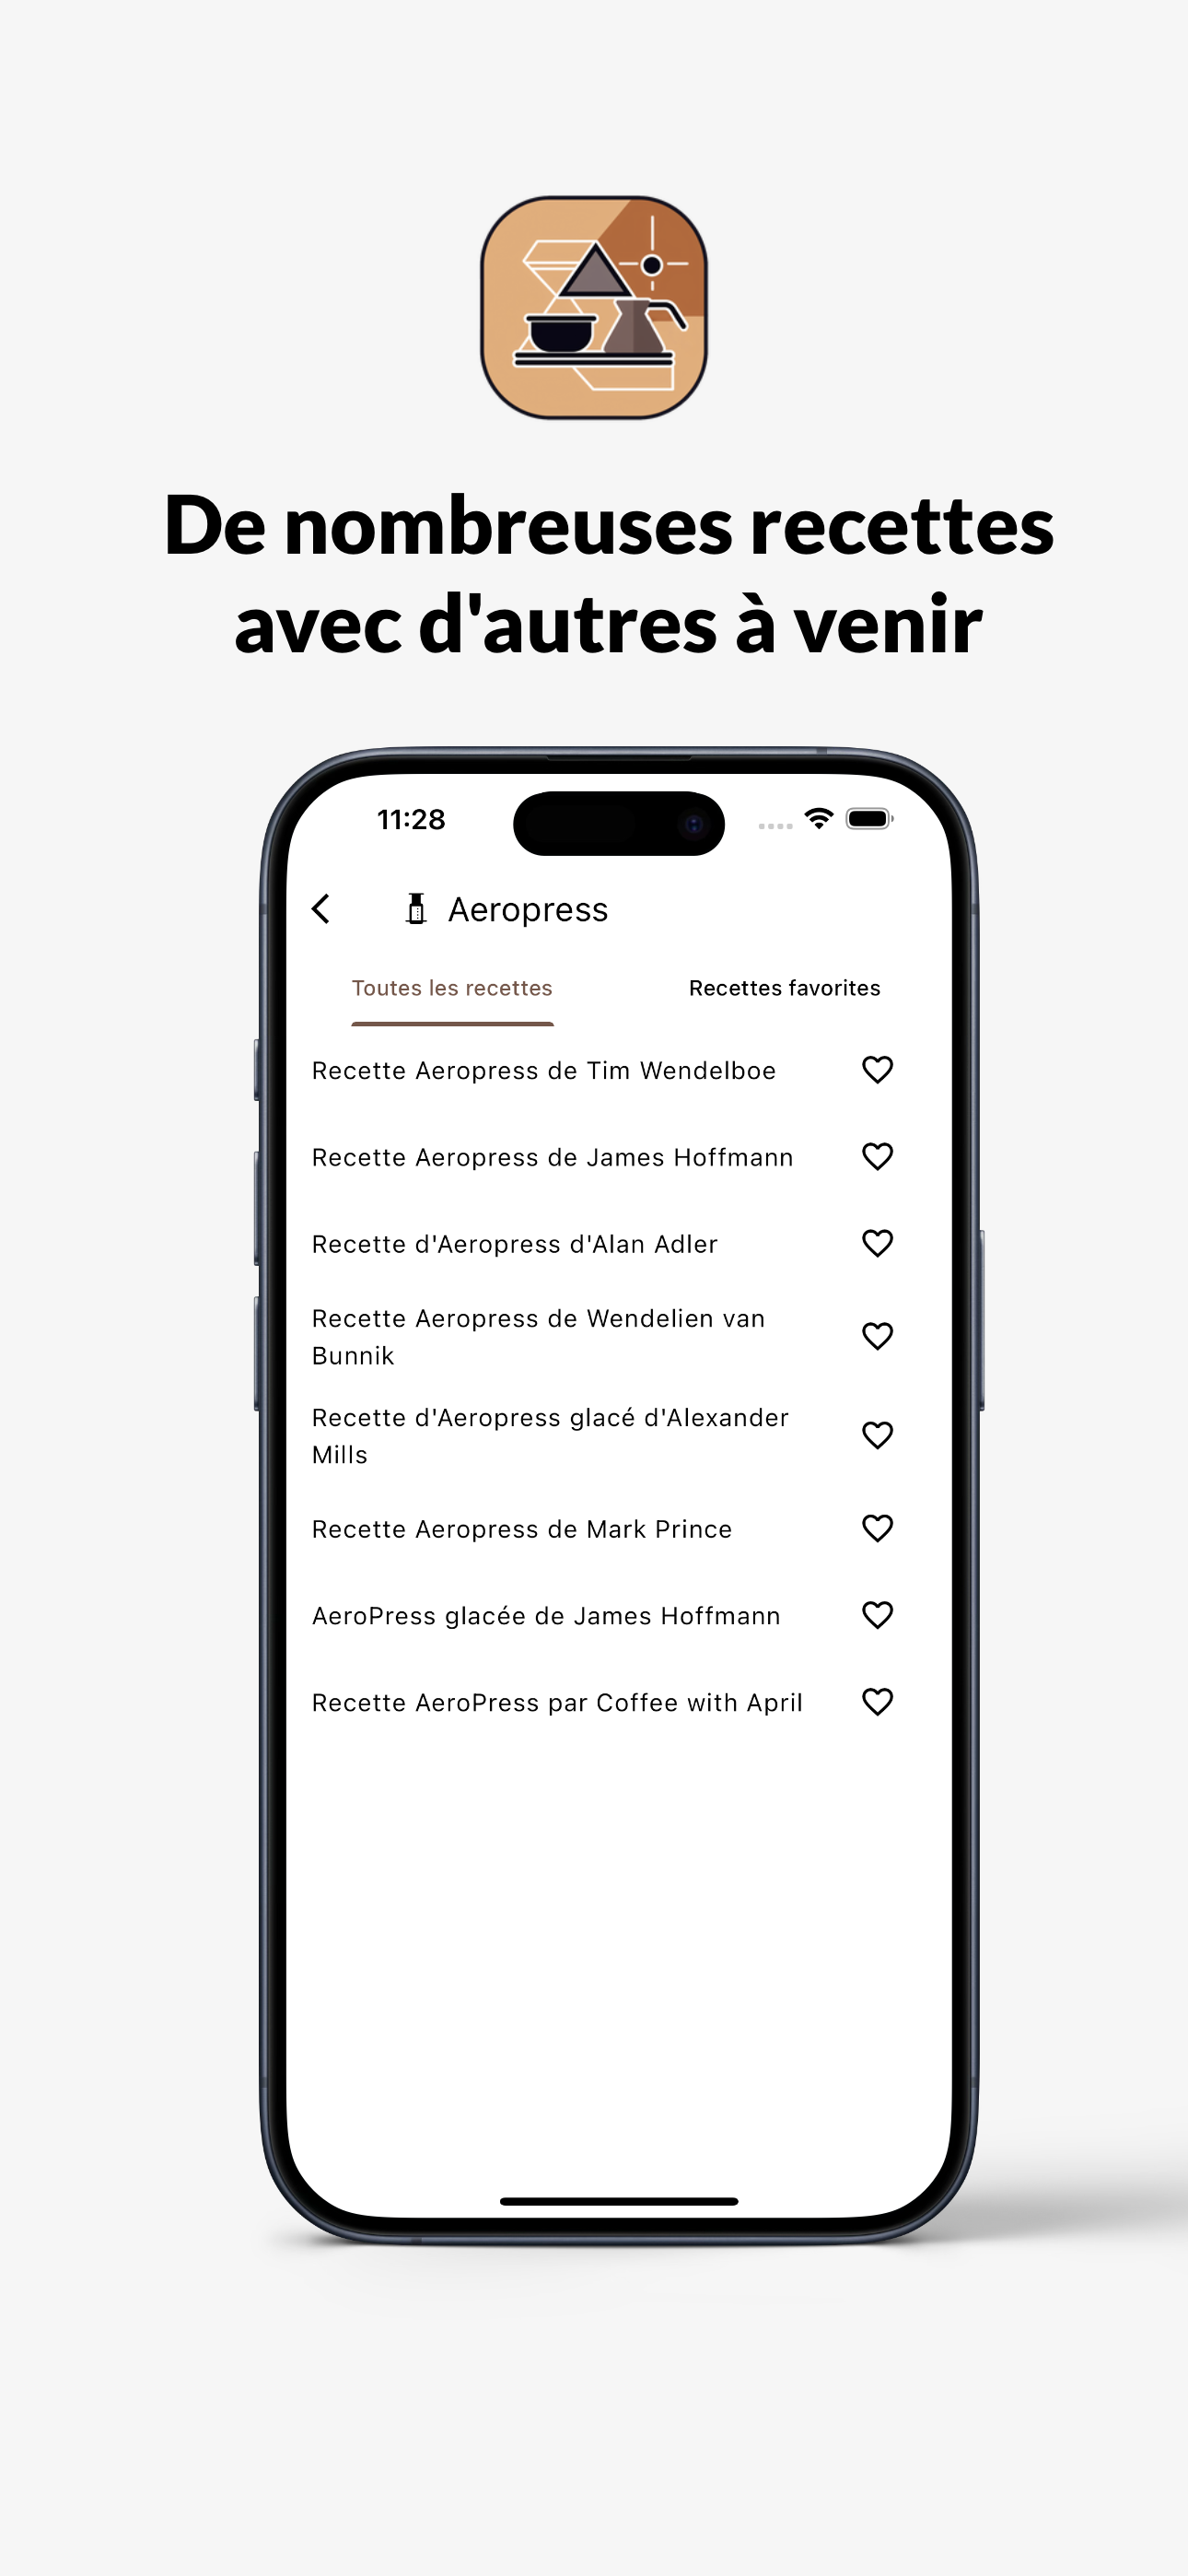 De nombreuses recettes
avec d'autres à venir
11:28
Aeropress
Toutes les recettes
Recettes favorites
Recette Aeropress de Tim Wendelboe
Recette Aeropress de James Hoffmann
Recette d'Aeropress d'Alan Adler
Recette Aeropress de Wendelien van
Bunnik
Recette d'Aeropress glacé d'Alexander
Mills
Recette Aeropress de Mark Prince
AeroPress glacée de James Hoffmann
Recette AeroPress par Coffee with April